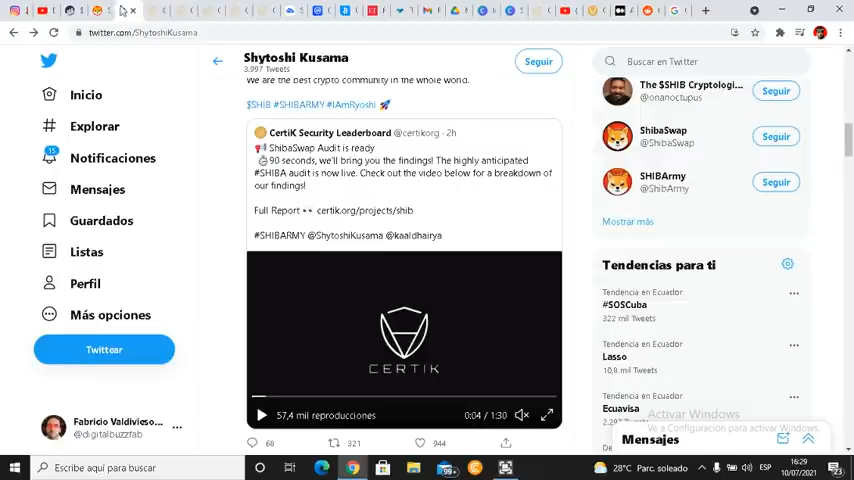 twitter.com/ShytoshiKusama
Inicio
Explorar
15
Notificaciones
Mensajes
Guardados
Listas
Perfil
Más opciones
Twittear
Fabricio Valdivieso...
@digitalbuzzfab
Shytoshi Kusama
3.997 Tweets
Seguir
We are the best crypto community in the whole world.
$SHIB #SHIBARMY #IAmRyoshi 🚀
CertiK Security Leaderboard @certikorg · 2h
📢 ShibaSwap Audit is ready
⏱90 seconds, we'll bring you the findings! The highly anticipated
#SHIBA audit is now live. Check out the video below for a breakdown of
our findings!
Full Report 👀 certik.org/projects/shib
#SHIBARMY @ShytoshiKusama @kaaldhairya
CERTIK
57,4 mil reproducciones
0:04 / 1:30
68
321
944
Buscar en Twitter
The $SHIB Cryptologi...
@onanoctupus
Seguir
ShibaSwap
@ShibaSwap
Seguir
SHIBArmy
@ShibArmy
Seguir
Mostrar más
Tendencias para ti
Tendencia en Ecuador
#SOSCuba
322 mil Tweets
Tendencia en Ecuador
Lasso
10,8 mil Tweets
Tendencia en Ecuador
Ecuavisa
Activar Windows
Ve a Configuración para activar Windows.
Mensajes
Escribe aquí para buscar
99+
28°C Parc. soleado
ESP
16:29
10/07/2021
23